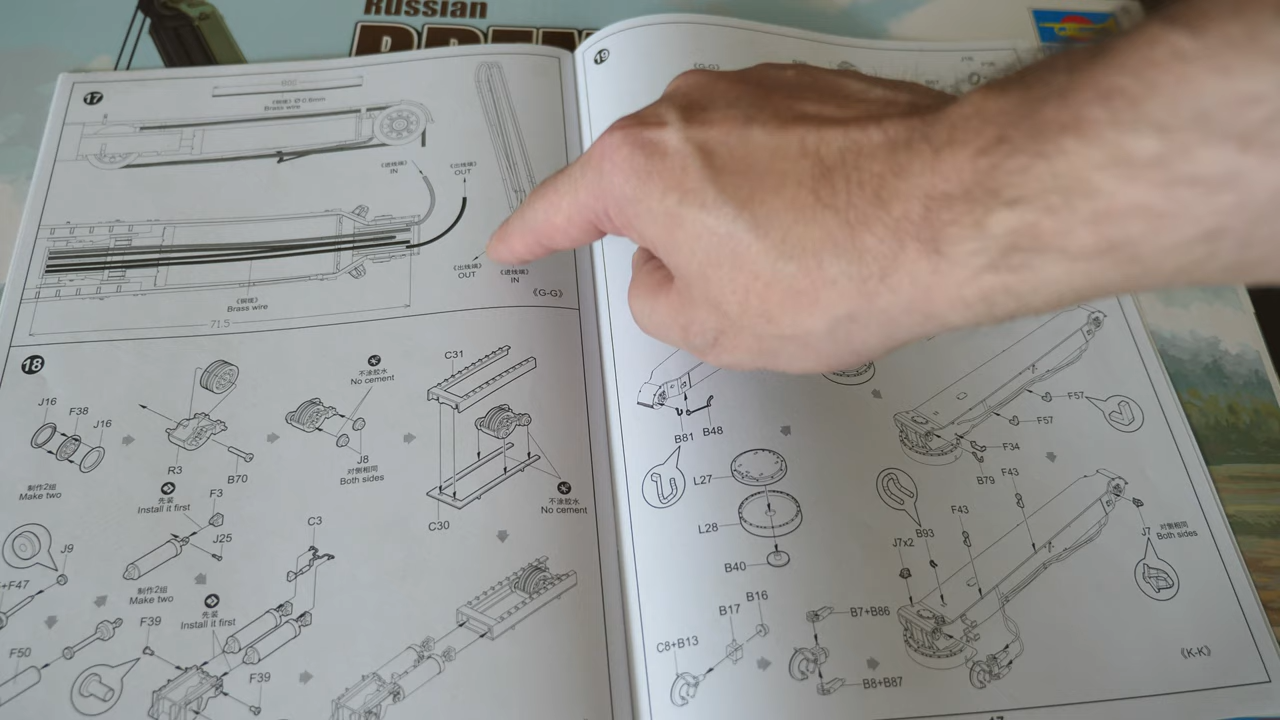 Russian
17
《铜线》Ø 0.8mm
Brass wire
《进线端》
IN
《出线端》
OUT
《出线端》
OUT
《进线端》
IN
《G-G》
《铜线》
Brass wire
71.5
18
J16
F38
J16
制作2组
Make two
R3
B70
不涂胶水
No cement
J8
对侧相同
Both sides
C31
C30
不涂胶水
No cement
先装
Install it first
F3
J25
J9
制作2组
Make two
C3
+F47
先装
Install it first
F39
F50
F39
19
《G-G》
B81
B48
L27
L28
B40
B16
B17
C8+B13
B7+B86
B8+B87
F57
F57
F34
B79
F43
F43
B93
J7x2
J7
对侧相同
Both sides
《K-K》
17